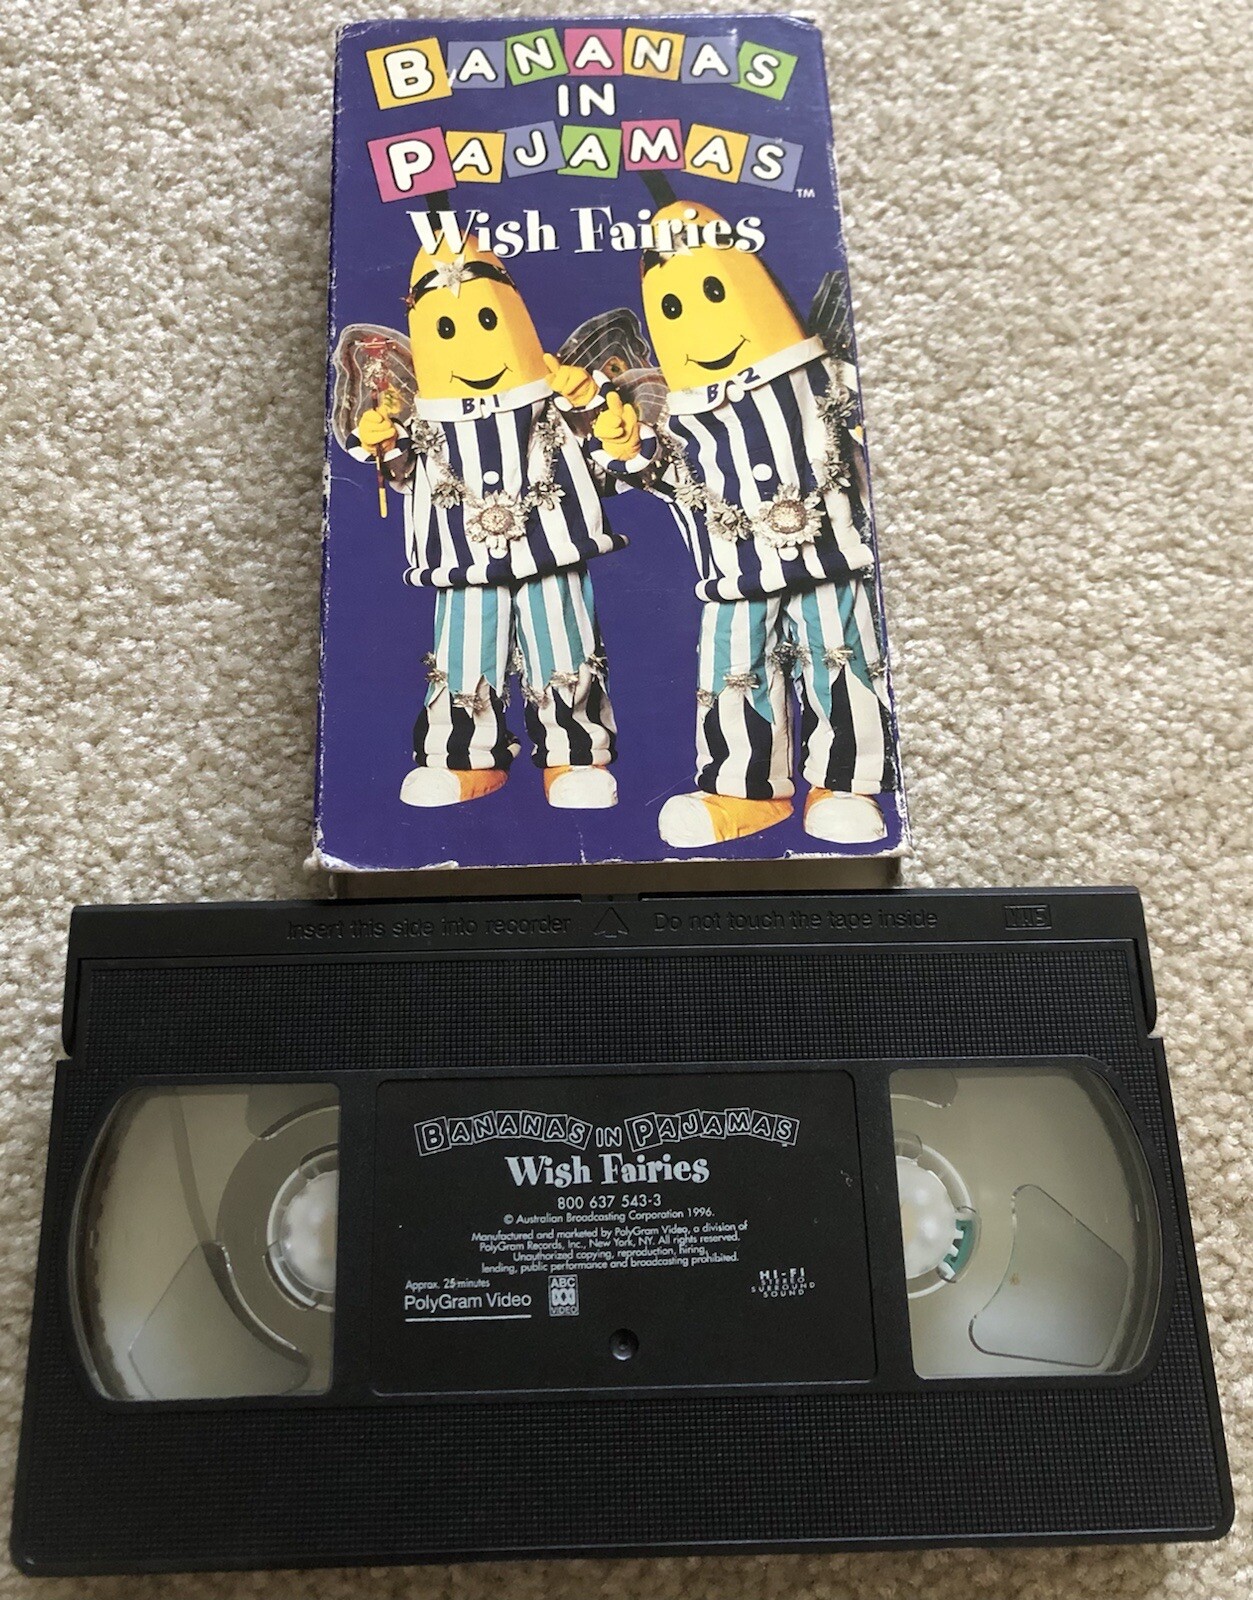 BANANAS
IN
PAJAMAS™
Wish Fairies
B1
B2
Insert this side into recorder Do not touch the tape inside VHS
BANANAS IN PAJAMAS™
Wish Fairies
800 637 543-3
© Australian Broadcasting Corporation 1996.
Manufactured and marketed by PolyGram Video, a division of
PolyGram Records, Inc., New York, NY. All rights reserved.
Unauthorized copying, reproduction, hiring,
lending, public performance and broadcasting prohibited.
Approx. 25 minutes
PolyGram Video
ABC
VIDEO
HI-FI
STEREO
SURROUND
SOUND